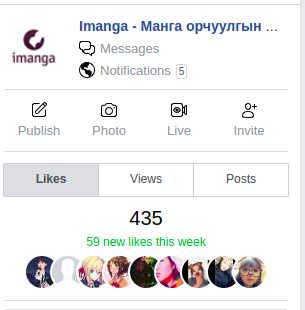 Imanga - Манга орчуулгын ...
imanga
Messages
Notifications 5
Publish Photo Live Invite
Likes Views Posts
435
59 new likes this week